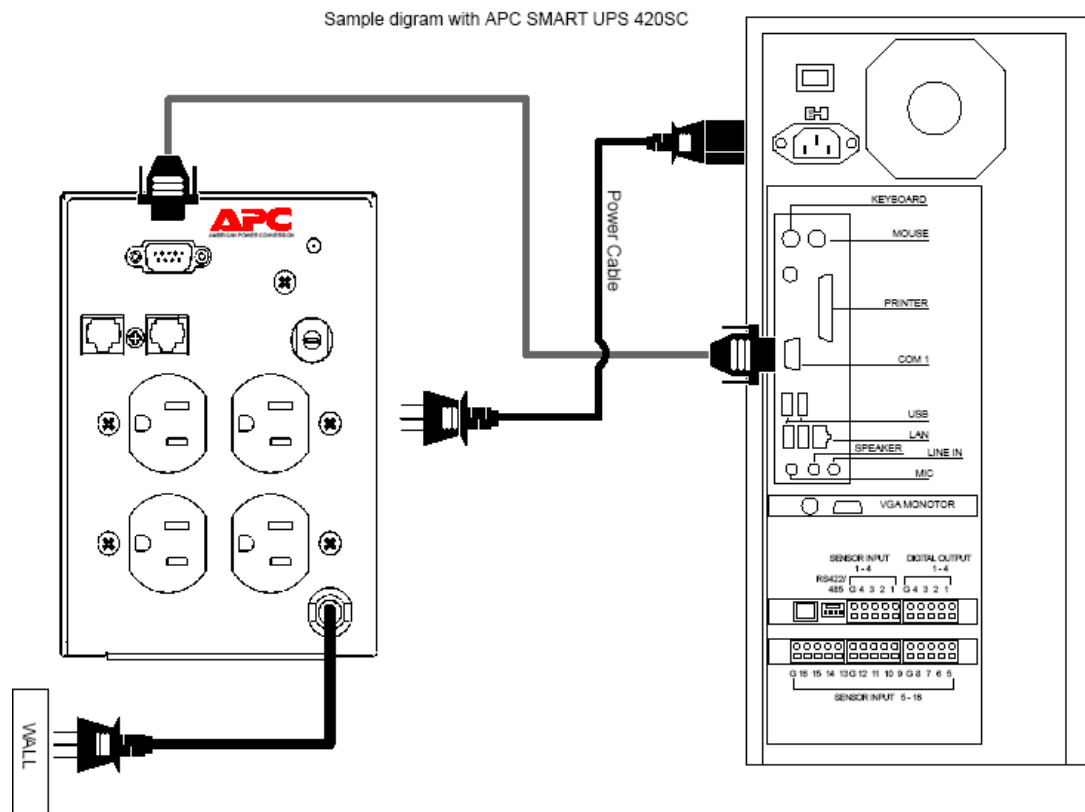 Sample digram with APC SMART UPS 420SC
APC
AMERICAN POWER CONVERSION
Power Cable
WALL
KEYBOARD
MOUSE
PRINTER
COM 1
USB
LAN
SPEAKER
LINE IN
MIC
VGA MONOTOR
SENSOR INPUT
1 - 4
DIGITAL OUTPUT
1 - 4
RS422/
485
G 4 3 2 1
G 4 3 2 1
G 16 15 14 13 G 12 11 10 9 G 8 7 6 5
SENSOR INPUT 5 - 16